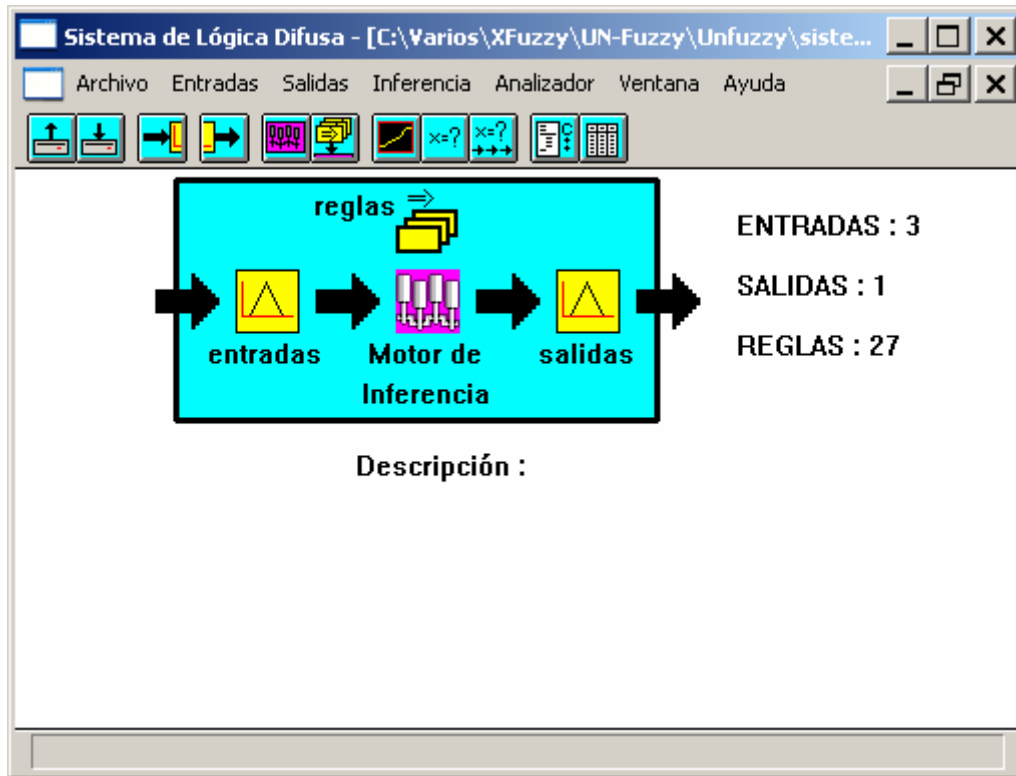 Sistema de Lógica Difusa - [C:\Varios\XFuzzy\UN-Fuzzy\Unfuzzy\siste...
Archivo Entradas Salidas Inferencia Analizador Ventana Ayuda
x=? x=?
reglas
entradas Motor de Inferencia salidas
ENTRADAS : 3
SALIDAS : 1
REGLAS : 27
Descripción :